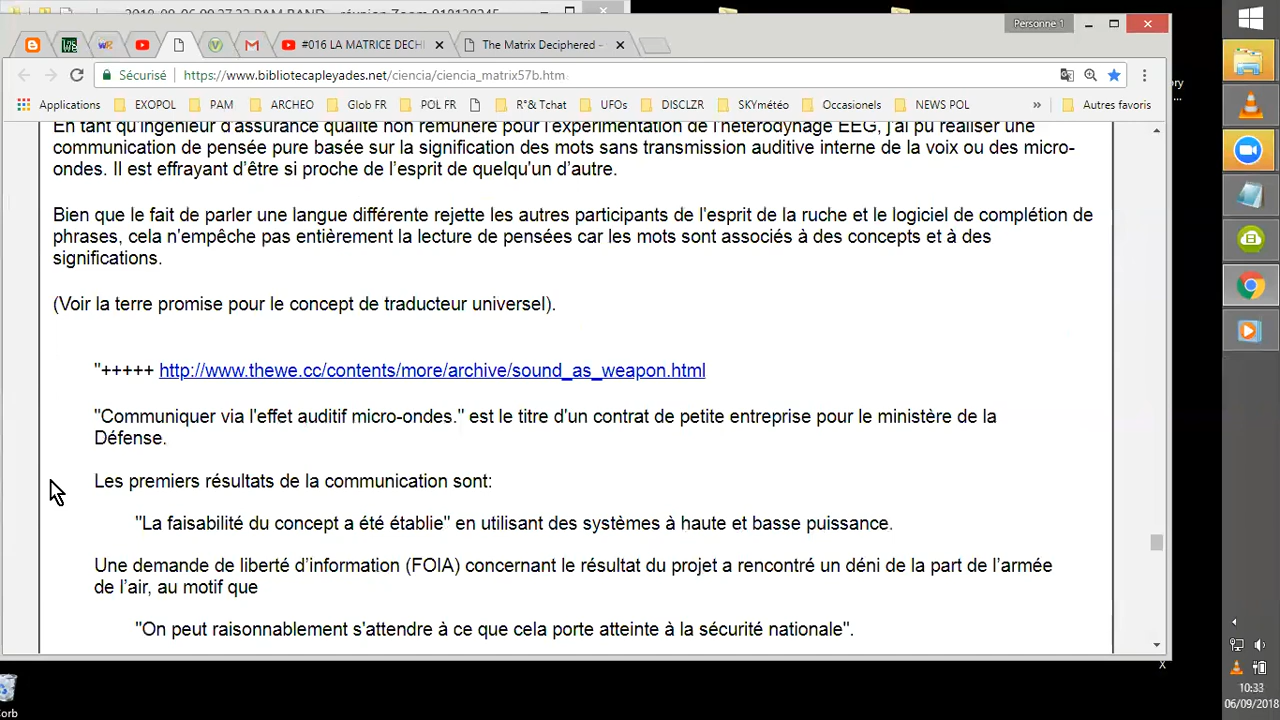 Personne 1
#016 LA MATRICE DECHI
The Matrix Deciphered -
Sécurisé
https://www.bibliotecapleyades.net/ciencia/ciencia_matrix57b.htm
Applications
EXOPOL
PAM
ARCHEO
Glob FR
POL FR
R°& Tchat
UFOs
DISCLZR
SKYmétéo
Occasionels
NEWS POL
»
Autres favoris
En tant qu'ingénieur d'assurance qualité non rémunéré pour l'expérimentation de l'hétérodynage EEG, j'ai pu réaliser une
communication de pensée pure basée sur la signification des mots sans transmission auditive interne de la voix ou des micro-
ondes. Il est effrayant d'être si proche de l'esprit de quelqu'un d'autre.
Bien que le fait de parler une langue différente rejette les autres participants de l'esprit de la ruche et le logiciel de complétion de
phrases, cela n'empêche pas entièrement la lecture de pensées car les mots sont associés à des concepts et à des
significations.
(Voir la terre promise pour le concept de traducteur universel).
"+++++ http://www.thewe.cc/contents/more/archive/sound_as_weapon.html
"Communiquer via l'effet auditif micro-ondes." est le titre d'un contrat de petite entreprise pour le ministère de la
Défense.
Les premiers résultats de la communication sont:
"La faisabilité du concept a été établie" en utilisant des systèmes à haute et basse puissance.
Une demande de liberté d'information (FOIA) concernant le résultat du projet a rencontré un déni de la part de l'armée
de l'air, au motif que
"On peut raisonnablement s'attendre à ce que cela porte atteinte à la sécurité nationale".
10:33
06/09/2018